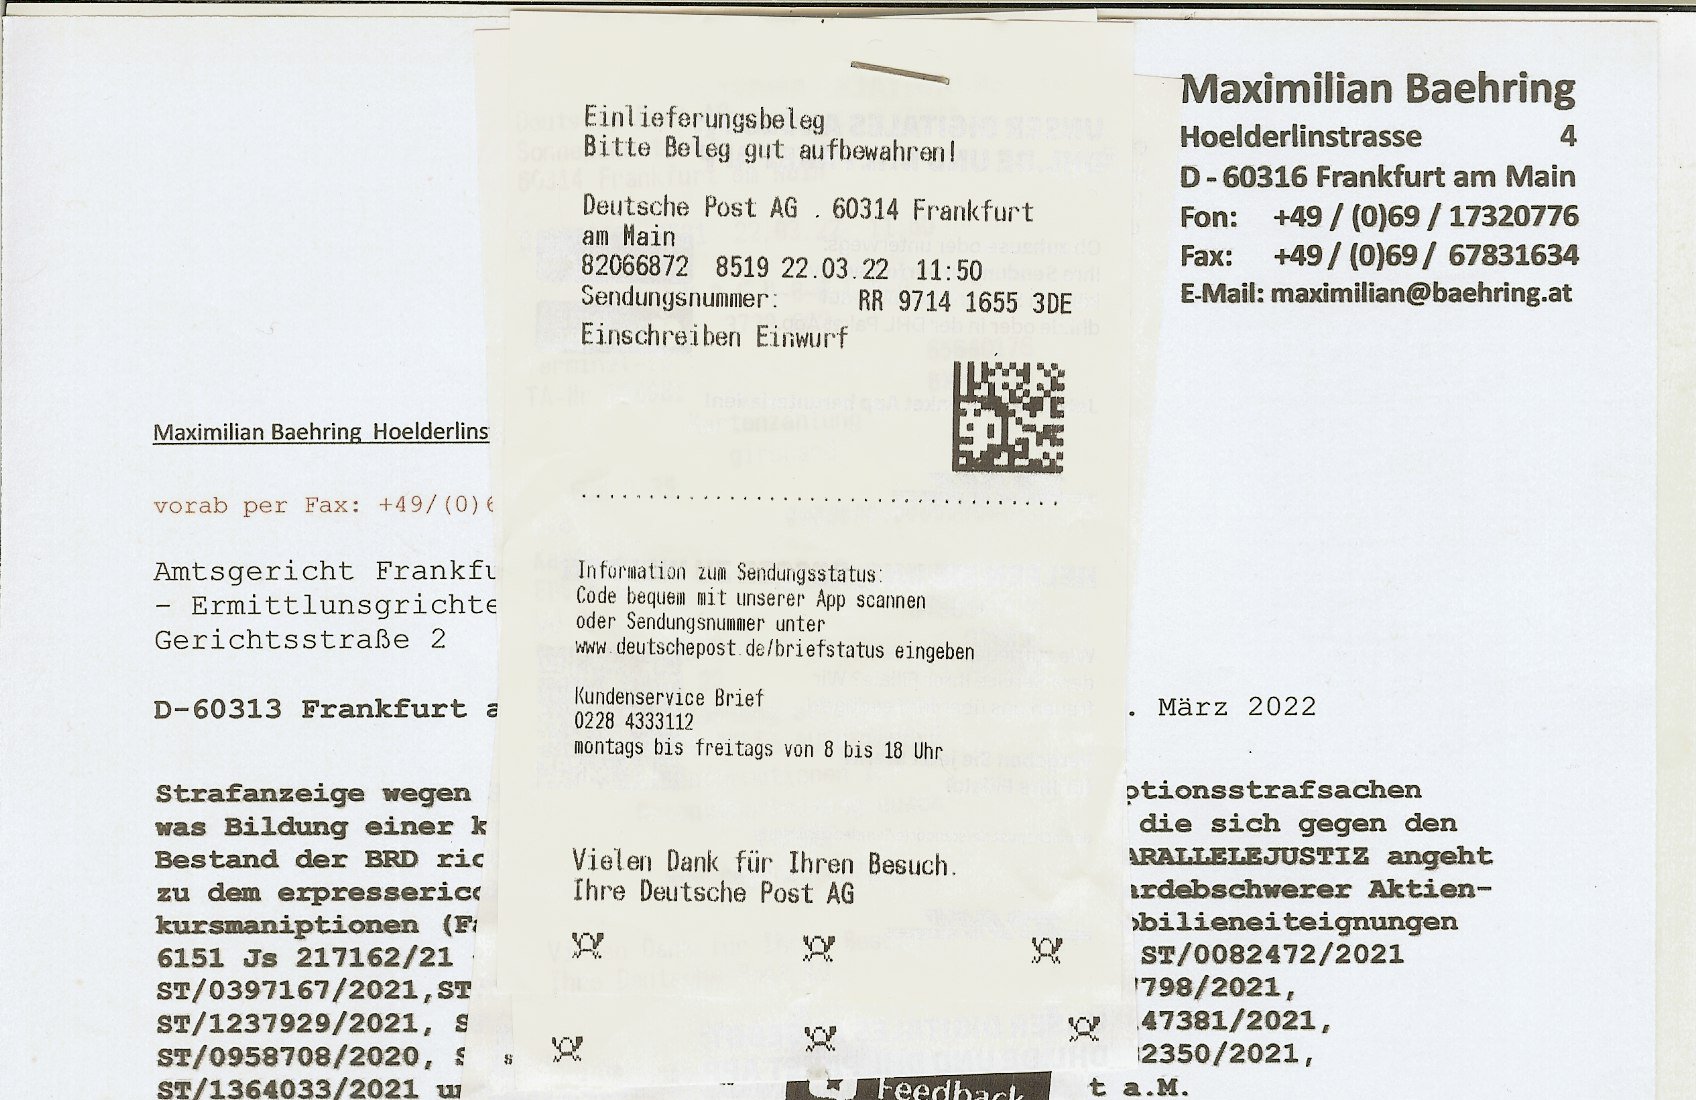 Einlieferungsbeleg
Bitte Beleg gut aufbewahren!
Deutsche Post AG . 60314 Frankfurt
am Main
82066872 8519 22.03.22 11:50
Sendungsnummer: RR 9714 1655 3DE
Einschreiben Einwurf
Information zum Sendungsstatus:
Code bequem mit unserer App scannen
oder Sendungsnummer unter
www.deutschepost.de/briefstatus eingeben
Kundenservice Brief
0228 4333112
montags bis freitags von 8 bis 18 Uhr
Vielen Dank für Ihren Besuch.
Ihre Deutsche Post AG
Feedback
Maximilian Baehring
Hoelderlinstrasse 4
D - 60316 Frankfurt am Main
Fon: +49 / (0)69 / 17320776
Fax: +49 / (0)69 / 67831634
E-Mail: maximilian@baehring.at
Maximilian Baehring Hoelderlins
vorab per Fax: +49/(0)6
Amtsgericht Frankfu
- Ermittlunsgrichte
Gerichtsstraße 2
D-60313 Frankfurt a . März 2022
Strafanzeige wegen ptionsstrafsachen
was Bildung einer k die sich gegen den
Bestand der BRD ric ARALLELEJUSTIZ angeht
zu dem erpresseric ardebschwerer Aktien-
kursmaniptionen (Fa obilieneiteignungen
6151 Js 217162/21 ST/0082472/2021
ST/0397167/2021,ST 798/2021,
ST/1237929/2021, S 47381/2021,
ST/0958708/2020, S 2350/2021,
ST/1364033/2021 t a.M.